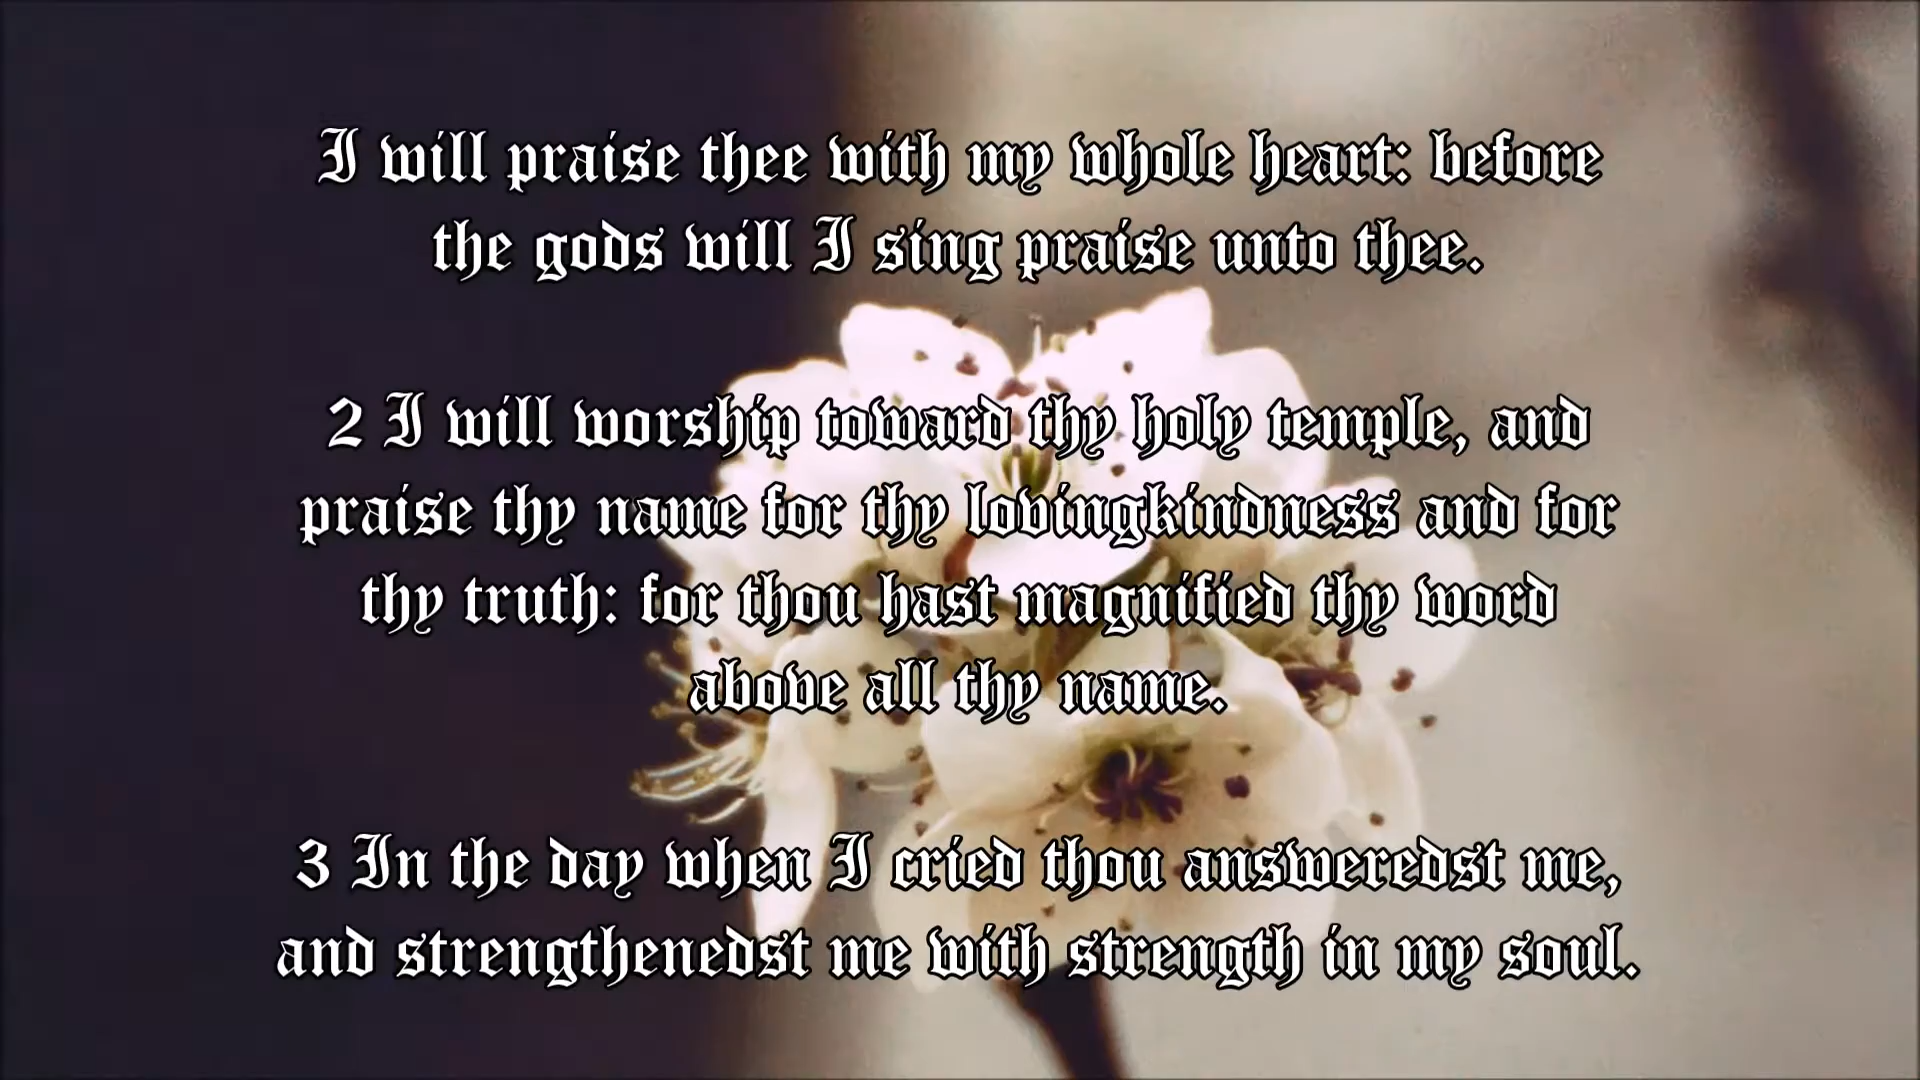 I will praise thee with my whole heart: before
the gods will I sing praise unto thee.
2 I will worship toward thy holy temple, and
praise thy name for thy lovingkindness and for
thy truth: for thou hast magnified thy word
above all thy name.
3 In the day when I cried thou answeredst me,
and strengthenedst me with strength in my soul.